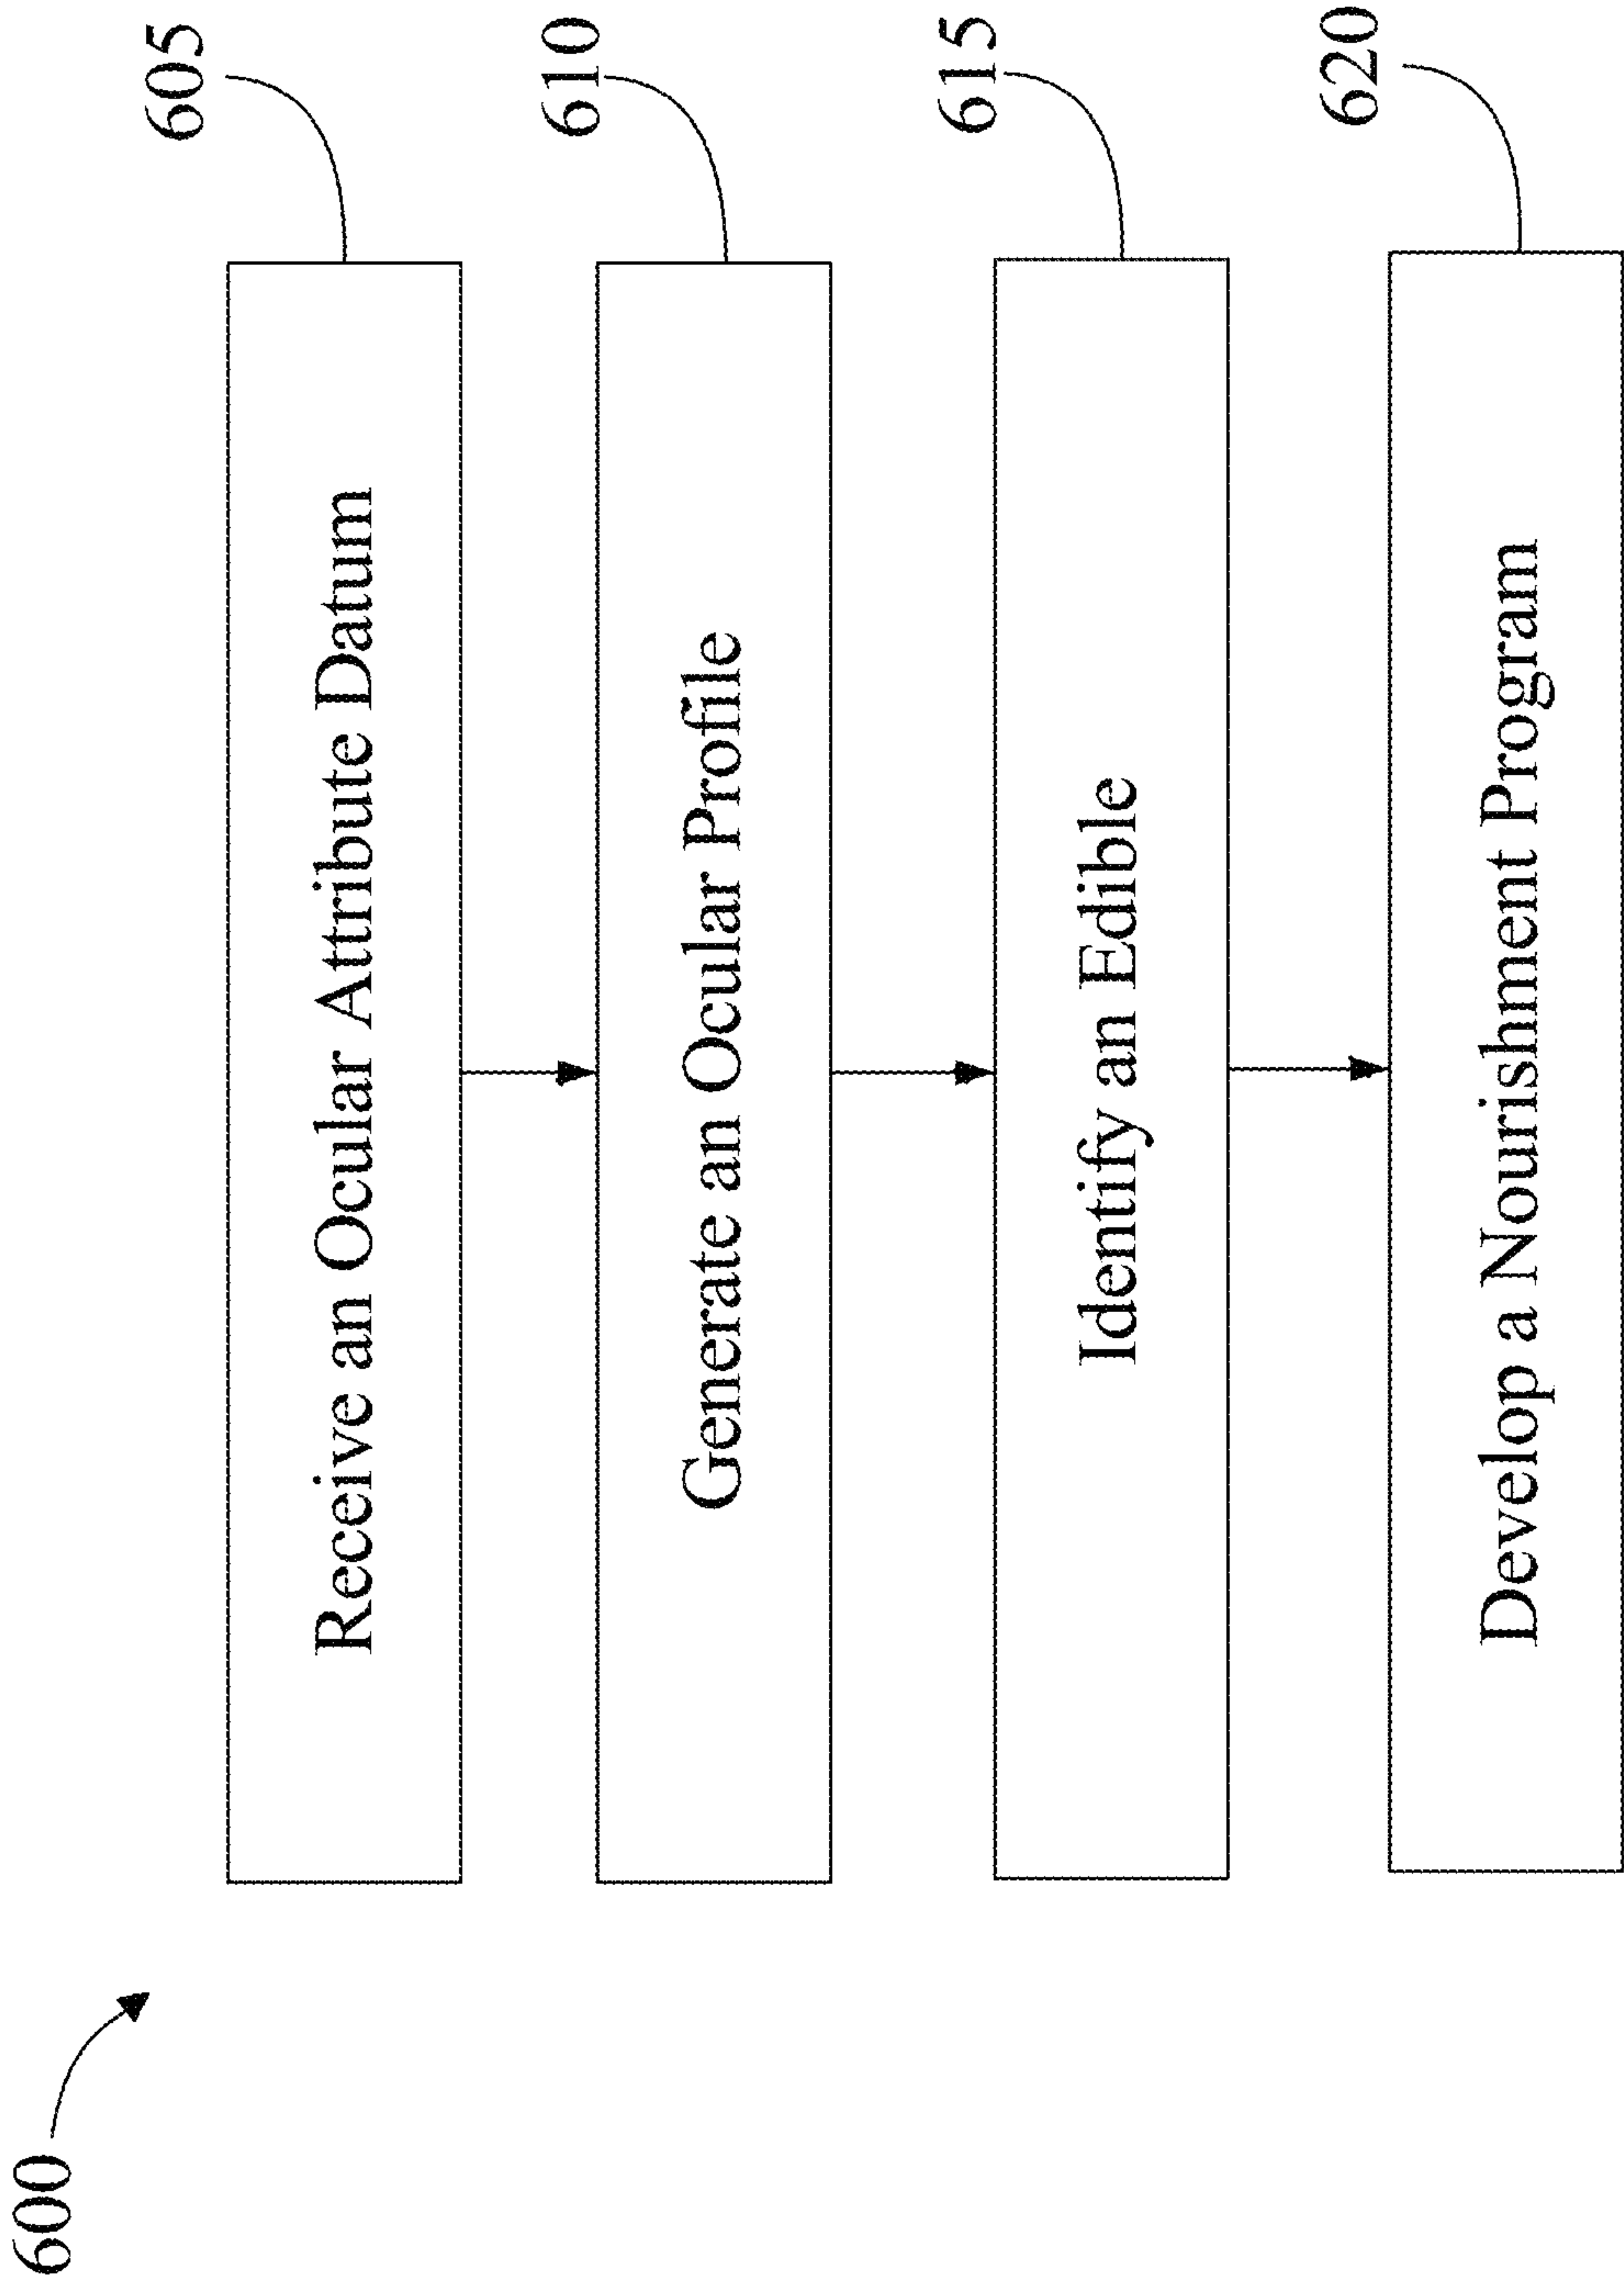 600
Receive an Ocular Attribute Datum
605
Generate an Ocular Profile
610
Identify an Edible
615
Develop a Nourishment Program
620